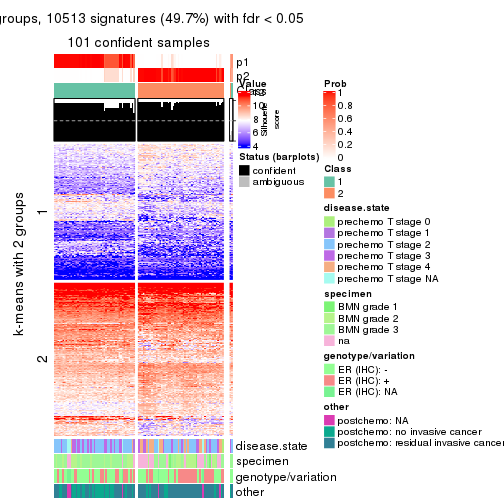 groups, 10513 signatures (49.7%) with fdr < 0.05
101 confident samples
p1
p2
Class
Silhouette
score
k-means with 2 groups
1
2
disease.state
specimen
genotype/variation
other
Value
12
10
8
6
4
Status (barplots)
confident
ambiguous
Prob
1
0.8
0.6
0.4
0.2
0
Class
1
2
disease.state
prechemo T stage 0
prechemo T stage 1
prechemo T stage 2
prechemo T stage 3
prechemo T stage 4
prechemo T stage NA
specimen
BMN grade 1
BMN grade 2
BMN grade 3
na
genotype/variation
ER (IHC): -
ER (IHC): +
ER (IHC): NA
other
postchemo: NA
postchemo: no invasive cancer
postchemo: residual invasive cancer